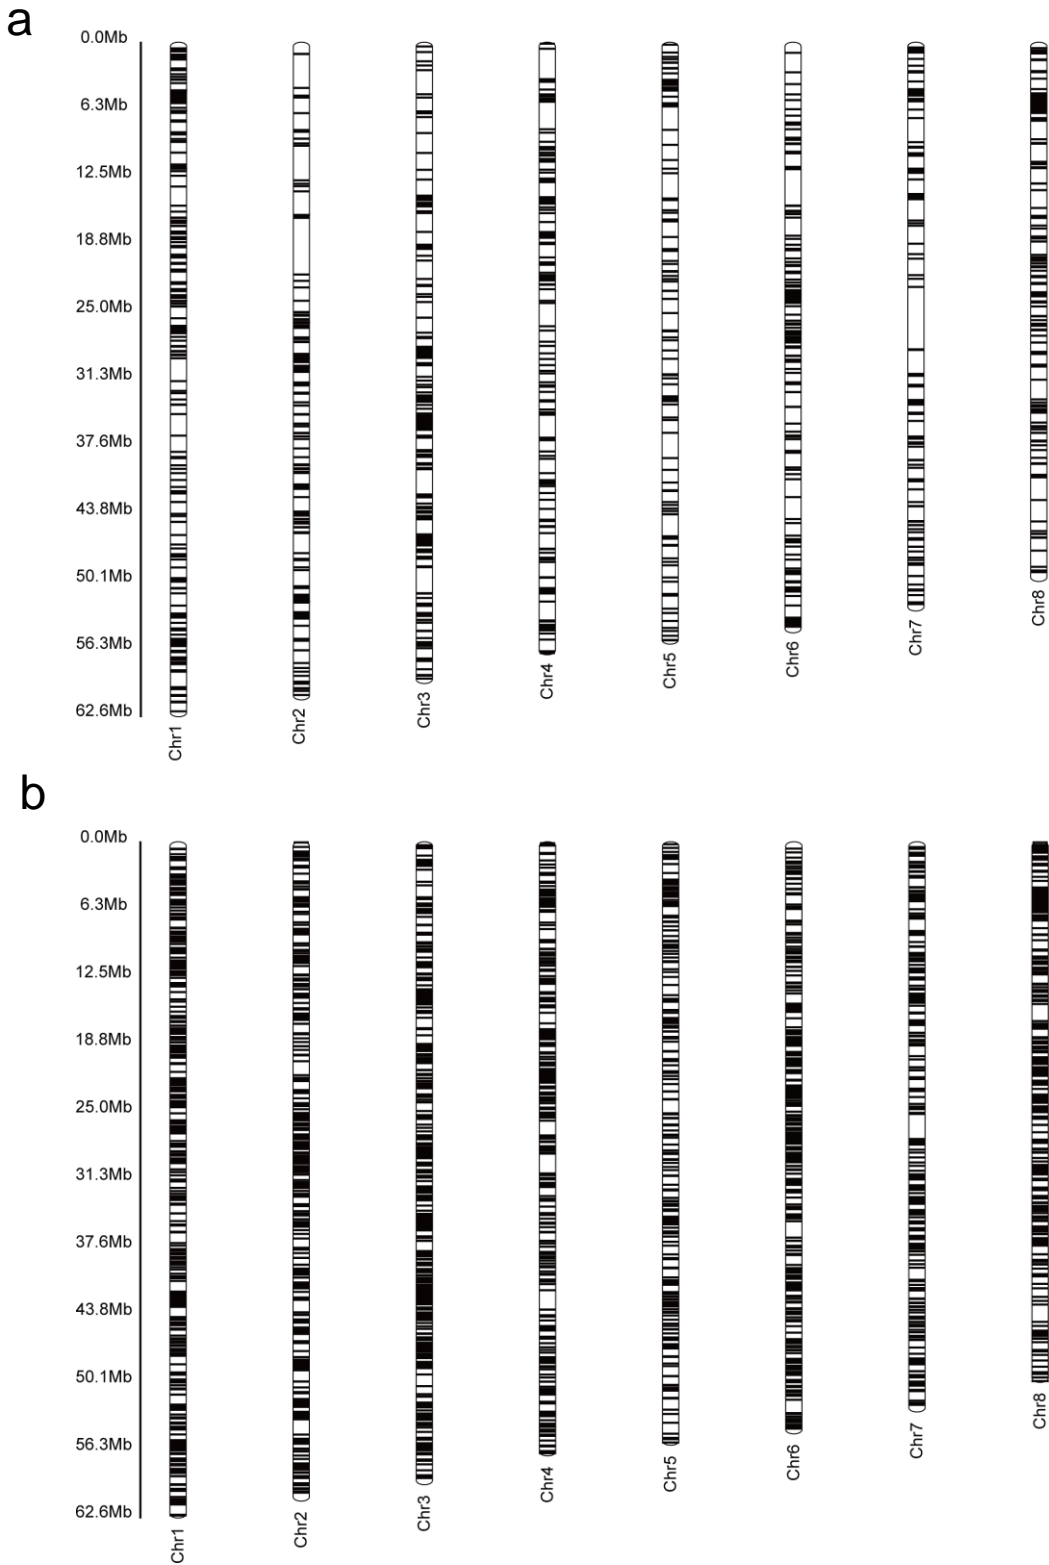 a
0.0Mb
6.3Mb
12.5Mb
18.8Mb
25.0Mb
31.3Mb
37.6Mb
43.8Mb
50.1Mb
56.3Mb
62.6Mb
Chr1
Chr2
Chr3
Chr4
Chr5
Chr6
Chr7
Chr8
b
0.0Mb
6.3Mb
12.5Mb
18.8Mb
25.0Mb
31.3Mb
37.6Mb
43.8Mb
50.1Mb
56.3Mb
62.6Mb
Chr1
Chr2
Chr3
Chr4
Chr5
Chr6
Chr7
Chr8